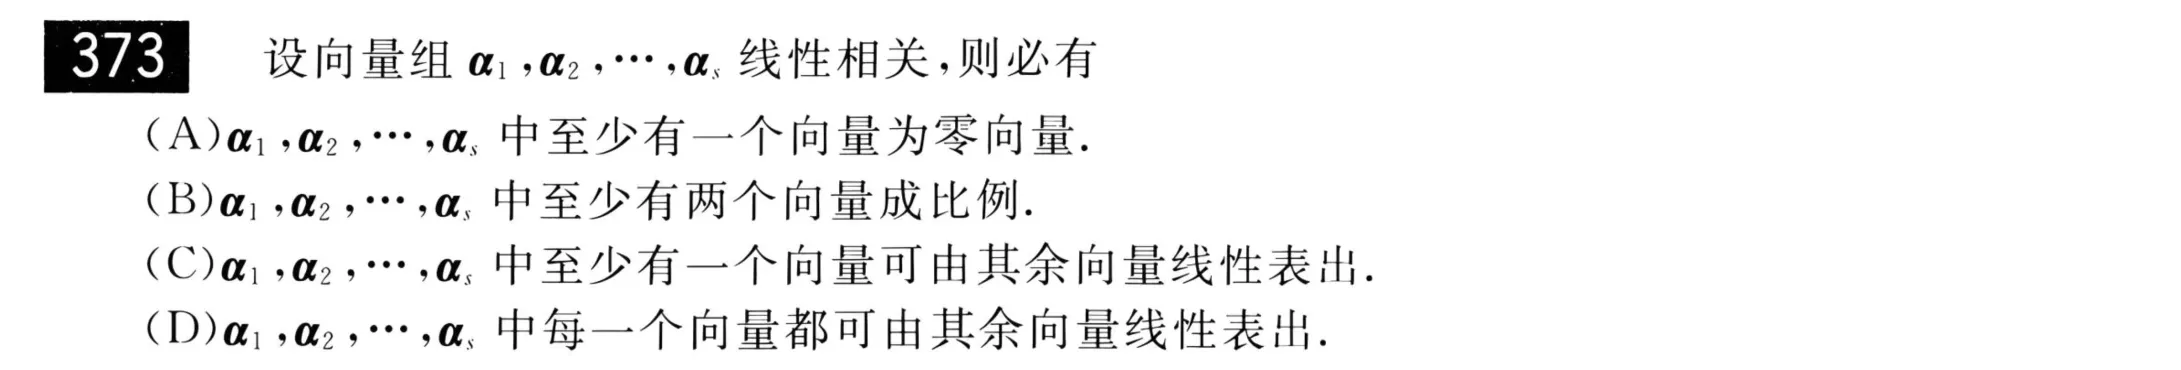 373 设向量组 α₁,α₂,⋯,αₛ 线性相关,则必有
(A)α₁,α₂,⋯,αₛ 中至少有一个向量为零向量.
(B)α₁,α₂,⋯,αₛ 中至少有两个向量成比例.
(C)α₁,α₂,⋯,αₛ 中至少有一个向量可由其余向量线性表出.
(D)α₁,α₂,⋯,αₛ 中每一个向量都可由其余向量线性表出.